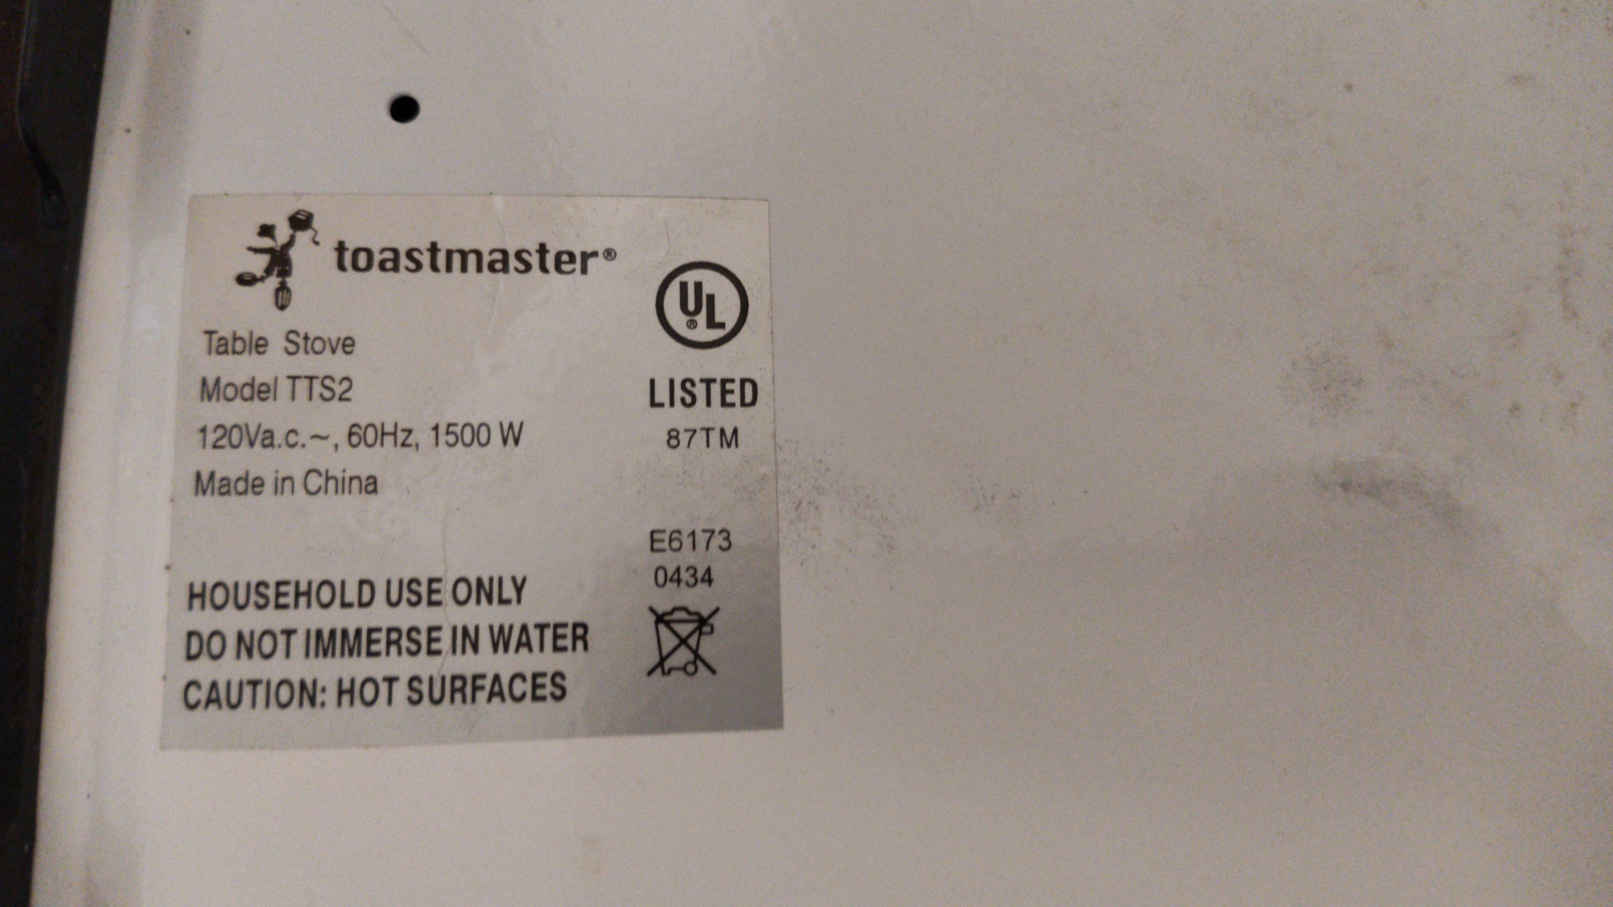 toastmaster®
Table Stove
Model TTS2
120Va.c.~, 60Hz, 1500 W
Made in China
UL®
LISTED
87TM
E6173
0434
HOUSEHOLD USE ONLY
DO NOT IMMERSE IN WATER
CAUTION: HOT SURFACES